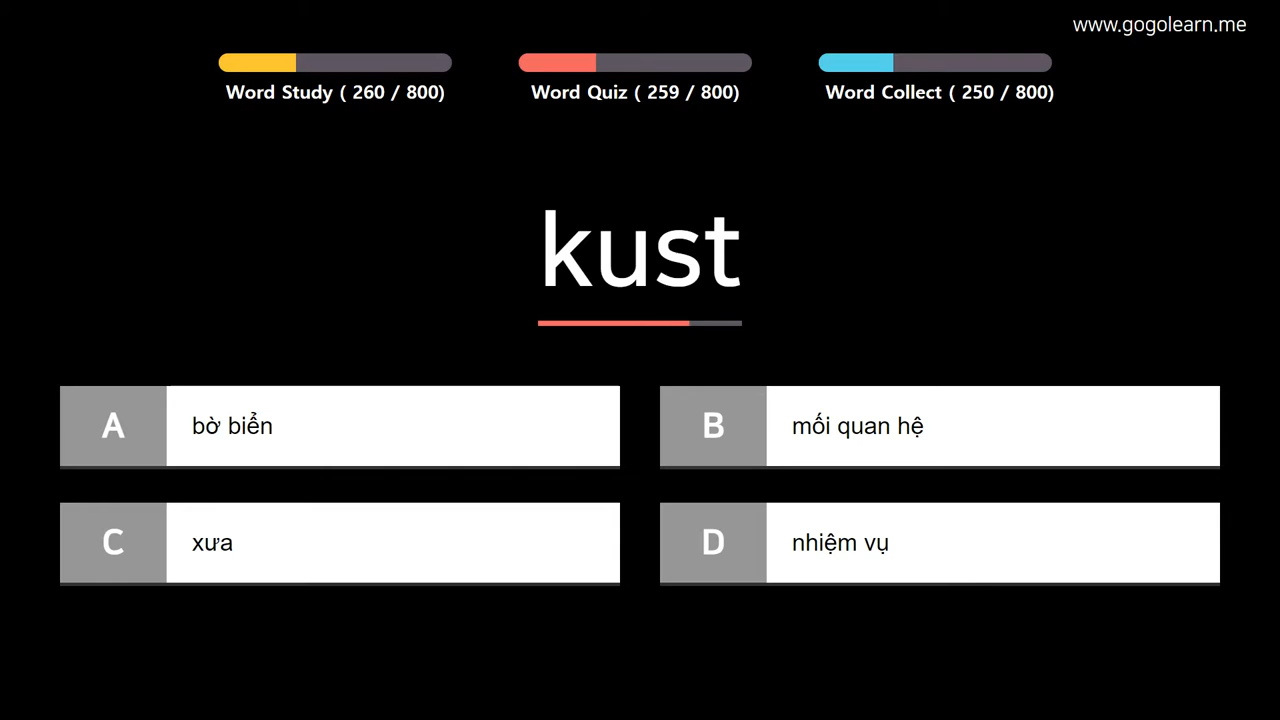 www.gogolearn.me
Word Study ( 260 / 800)
Word Quiz ( 259 / 800)
Word Collect ( 250 / 800)
kust
A bờ biển
B mối quan hệ
C xưa
D nhiệm vụ